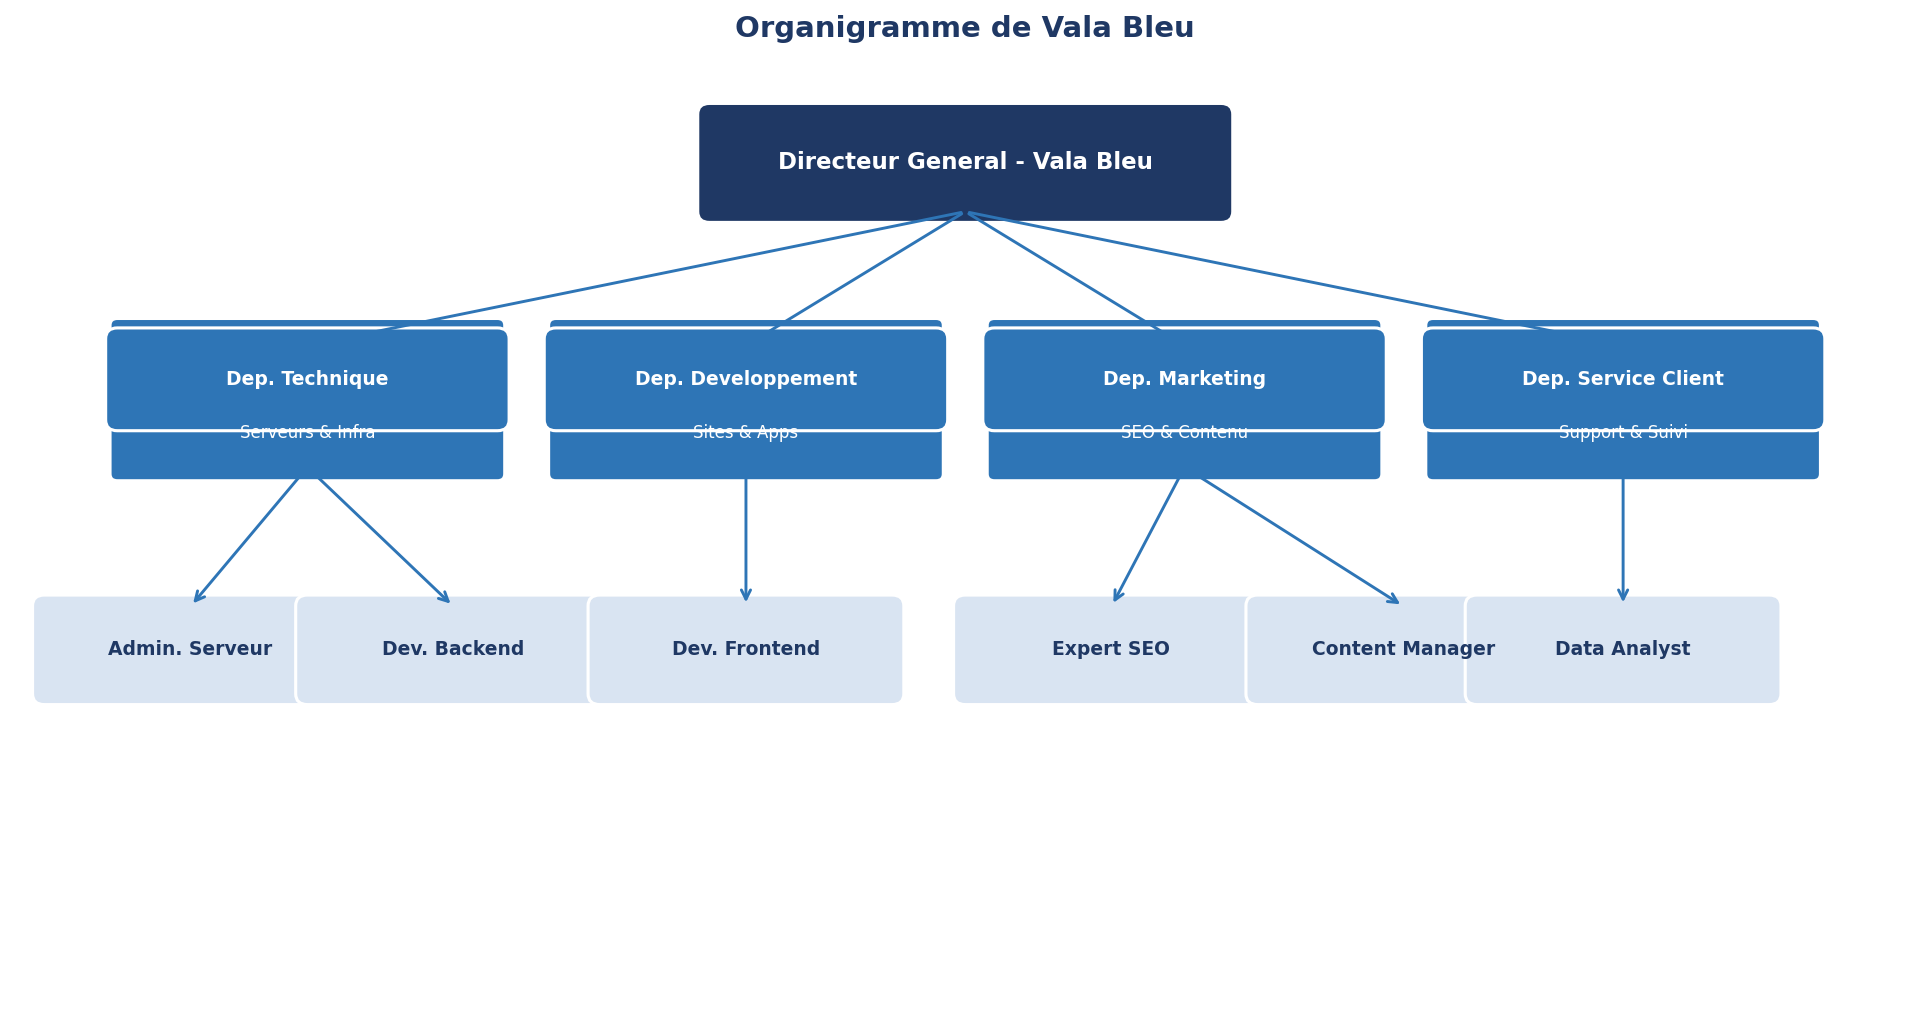 Organigramme de Vala Bleu
Directeur General - Vala Bleu
Dep. Technique
Serveurs & Infra
Dep. Developpement
Sites & Apps
Dep. Marketing
SEO & Contenu
Dep. Service Client
Support & Suivi
Admin. Serveur
Dev. Backend
Dev. Frontend
Expert SEO
Content Manager
Data Analyst